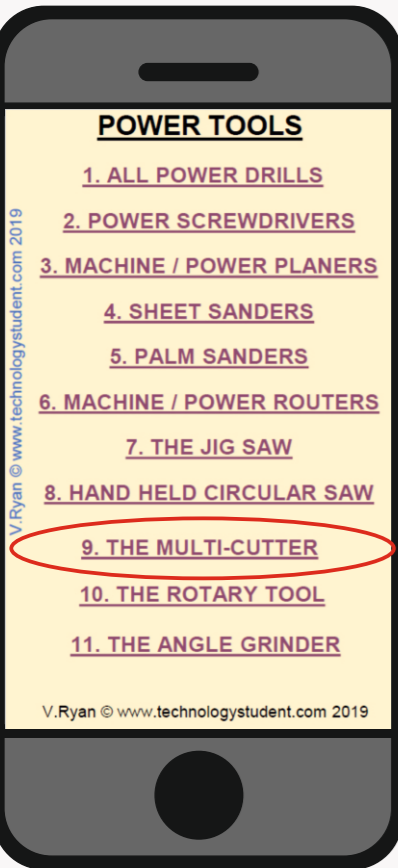 POWER TOOLS
1. ALL POWER DRILLS
2. POWER SCREWDRIVERS
3. MACHINE / POWER PLANERS
4. SHEET SANDERS
5. PALM SANDERS
6. MACHINE / POWER ROUTERS
7. THE JIG SAW
8. HAND HELD CIRCULAR SAW
9. THE MULTI-CUTTER
10. THE ROTARY TOOL
11. THE ANGLE GRINDER
V.Ryan © www.technologystudent.com 2019
V.Ryan © www.technologystudent.com 2019